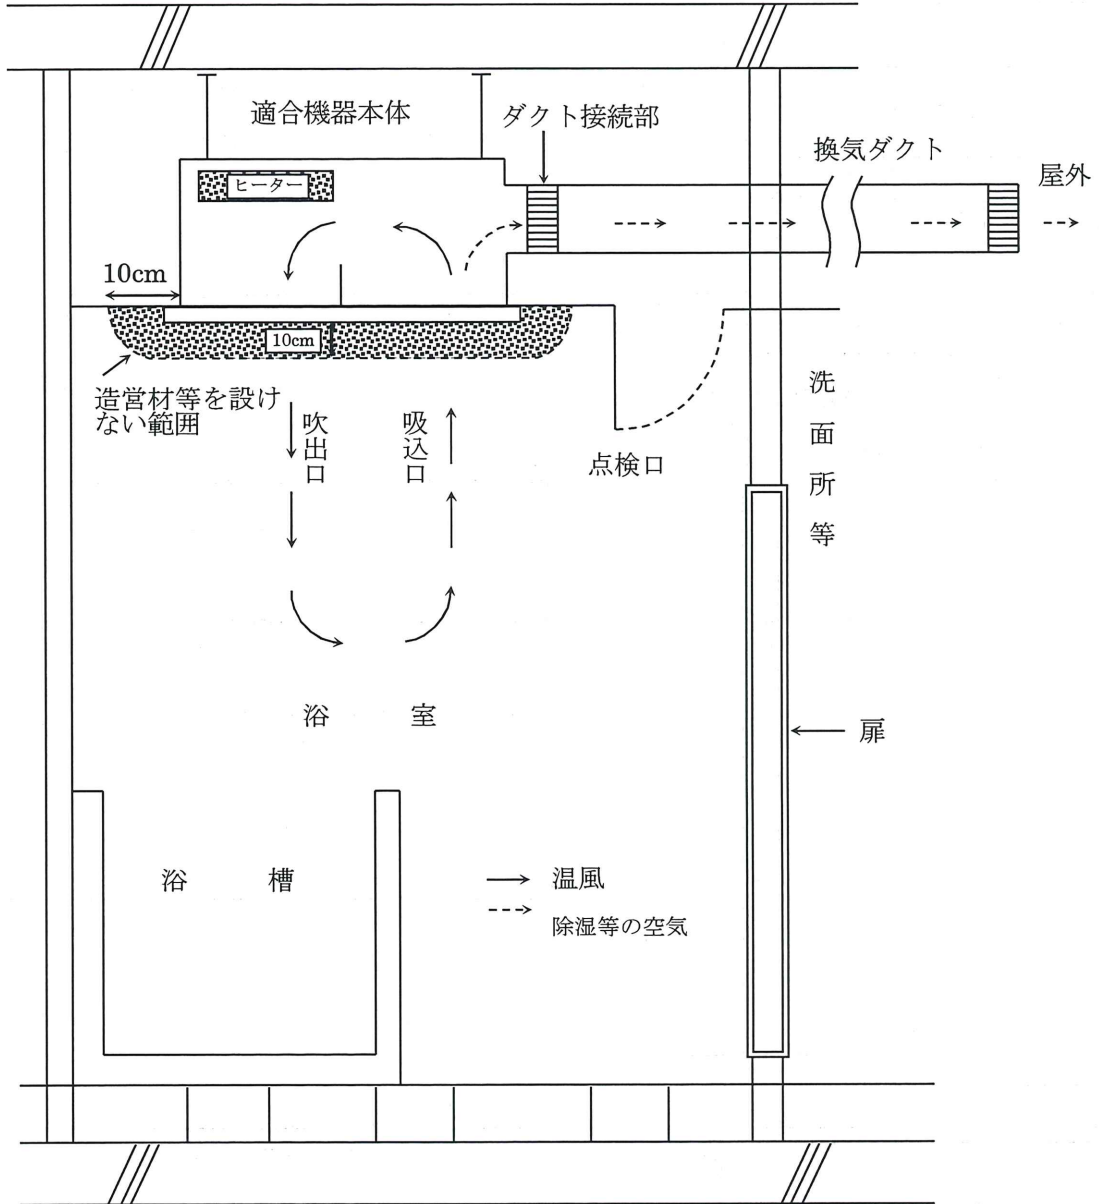 適合機器本体
ダクト接続部
換気ダクト
屋外
ヒーター
10cm
10cm
造営材等を設け
ない範囲
吹出口
吸込口
点検口
洗面所等
浴室
扉
浴槽
温風
除湿等の空気